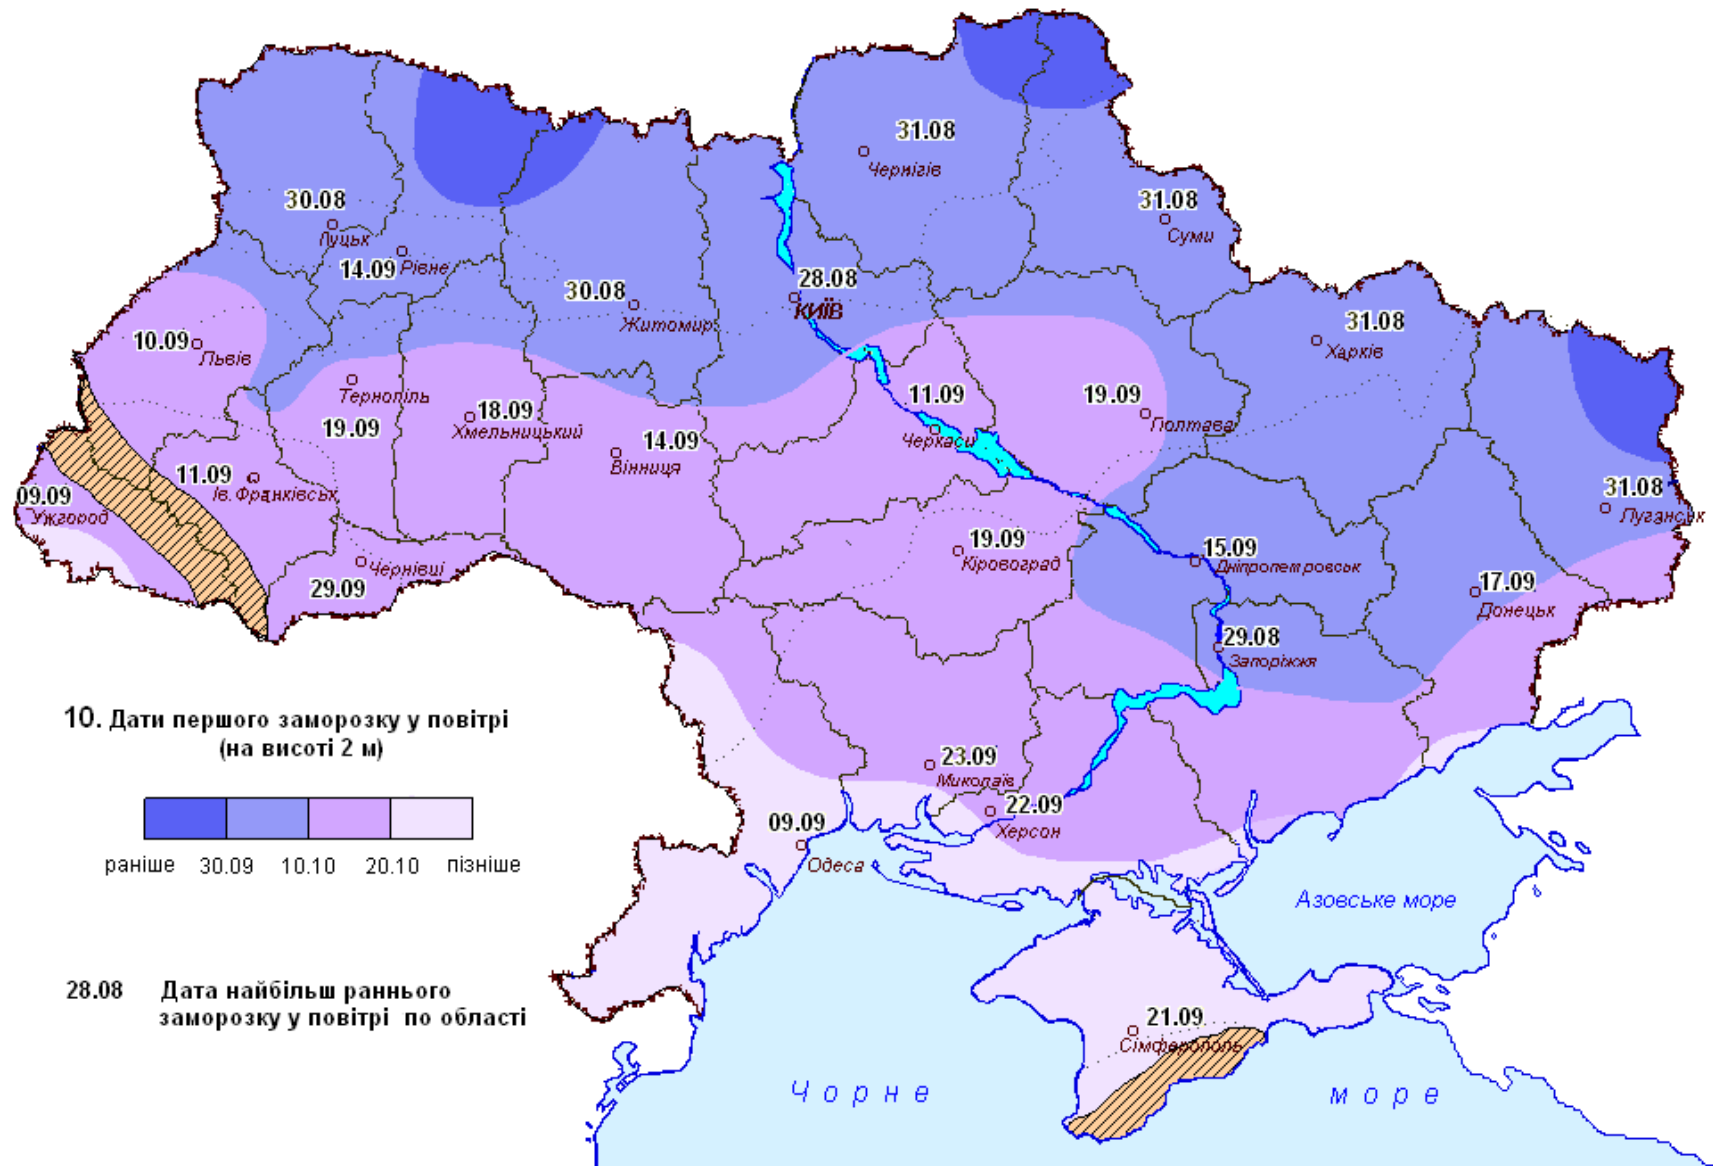 31.08
Чернігів
30.08
Луцьк
31.08
Суми
14.09
Рівне
28.08
КИЇВ
30.08
Житомир
31.08
Харків
10.09
Львів
Тернопіль
19.09
18.09
Хмельницький
14.09
Вінниця
11.09
Черкаси
19.09
Полтава
11.09
Ів. Франківськ
09.09
Ужгород
31.08
Луганськ
19.09
Кіровоград
15.09
Дніпропетровськ
17.09
Донецьк
Чернівці
29.09
29.08
Запоріжжя
10. Дати першого заморозку у повітрі
(на висоті 2 м)
23.09
Миколаїв
22.09
Херсон
09.09
Одеса
раніше 30.09 10.10 20.10 пізніше
Азовське море
28.08 Дата найбільш раннього
заморозку у повітрі по області
21.09
Сімферополь
Чорне море